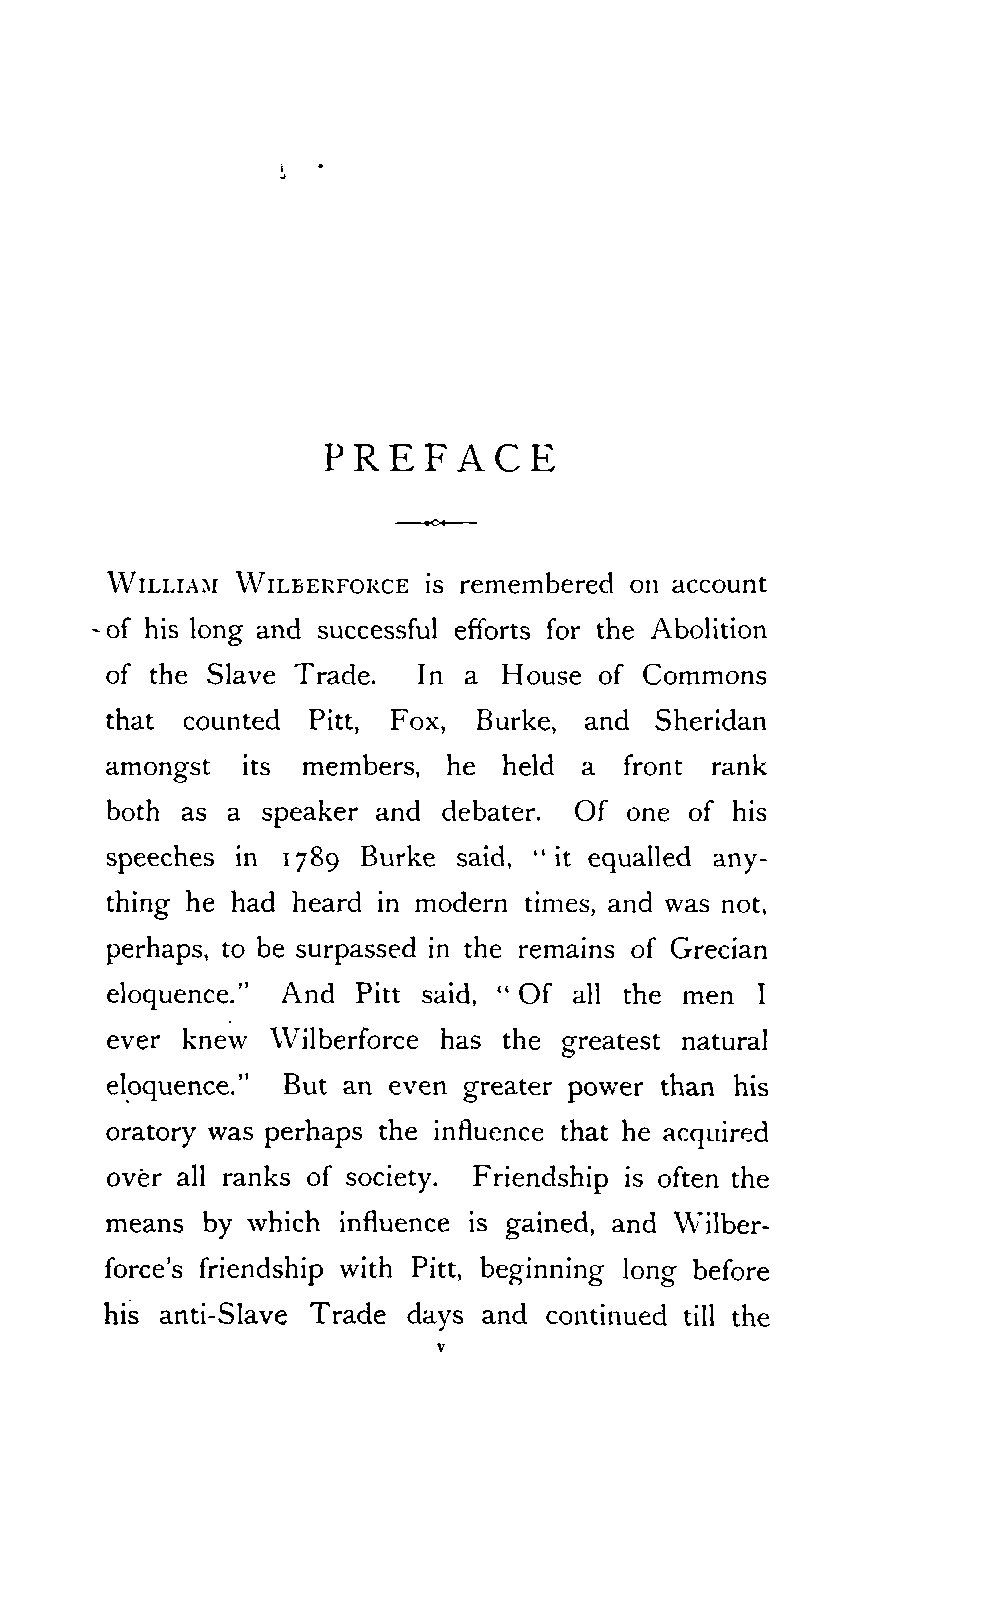 PREFACE
WILLIAM WILBERFORCE is remembered on account
of his long and successful efforts for the Abolition
of the Slave Trade. In a House of Commons
that counted Pitt, Fox, Burke, and Sheridan
amongst its members, he held a front rank
both as a speaker and debater. Of one of his
speeches in 1789 Burke said, “it equalled any-
thing he had heard in modern times, and was not,
perhaps, to be surpassed in the remains of Grecian
eloquence.” And Pitt said, “Of all the men I
ever knew Wilberforce has the greatest natural
eloquence.” But an even greater power than his
oratory was perhaps the influence that he acquired
over all ranks of society. Friendship is often the
means by which influence is gained, and Wilber-
force's friendship with Pitt, beginning long before
his anti-Slave Trade days and continued till the
v